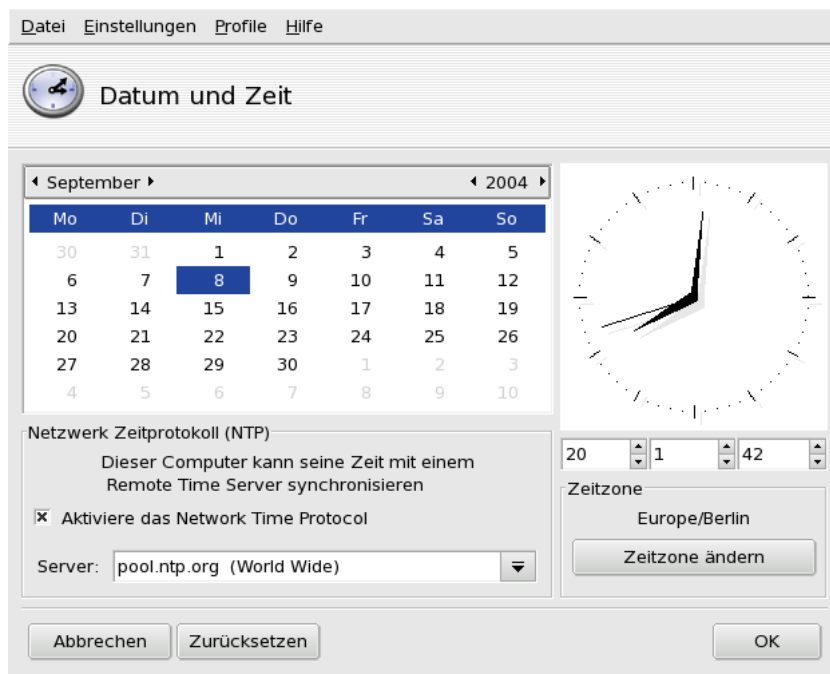 Datei Einstellungen Profile Hilfe
Datum und Zeit
September 2004
Mo Di Mi Do Fr Sa So
30 31 1 2 3 4 5
6 7 8 9 10 11 12
13 14 15 16 17 18 19
20 21 22 23 24 25 26
27 28 29 30 1 2 3
4 5 6 7 8 9 10
Netzwerk Zeitprotokoll (NTP)
Dieser Computer kann seine Zeit mit einem
Remote Time Server synchronisieren
Aktiviere das Network Time Protocol
Server: pool.ntp.org (World Wide)
20 1 42
Zeitzone
Europe/Berlin
Zeitzone ändern
Abbrechen Zurücksetzen OK